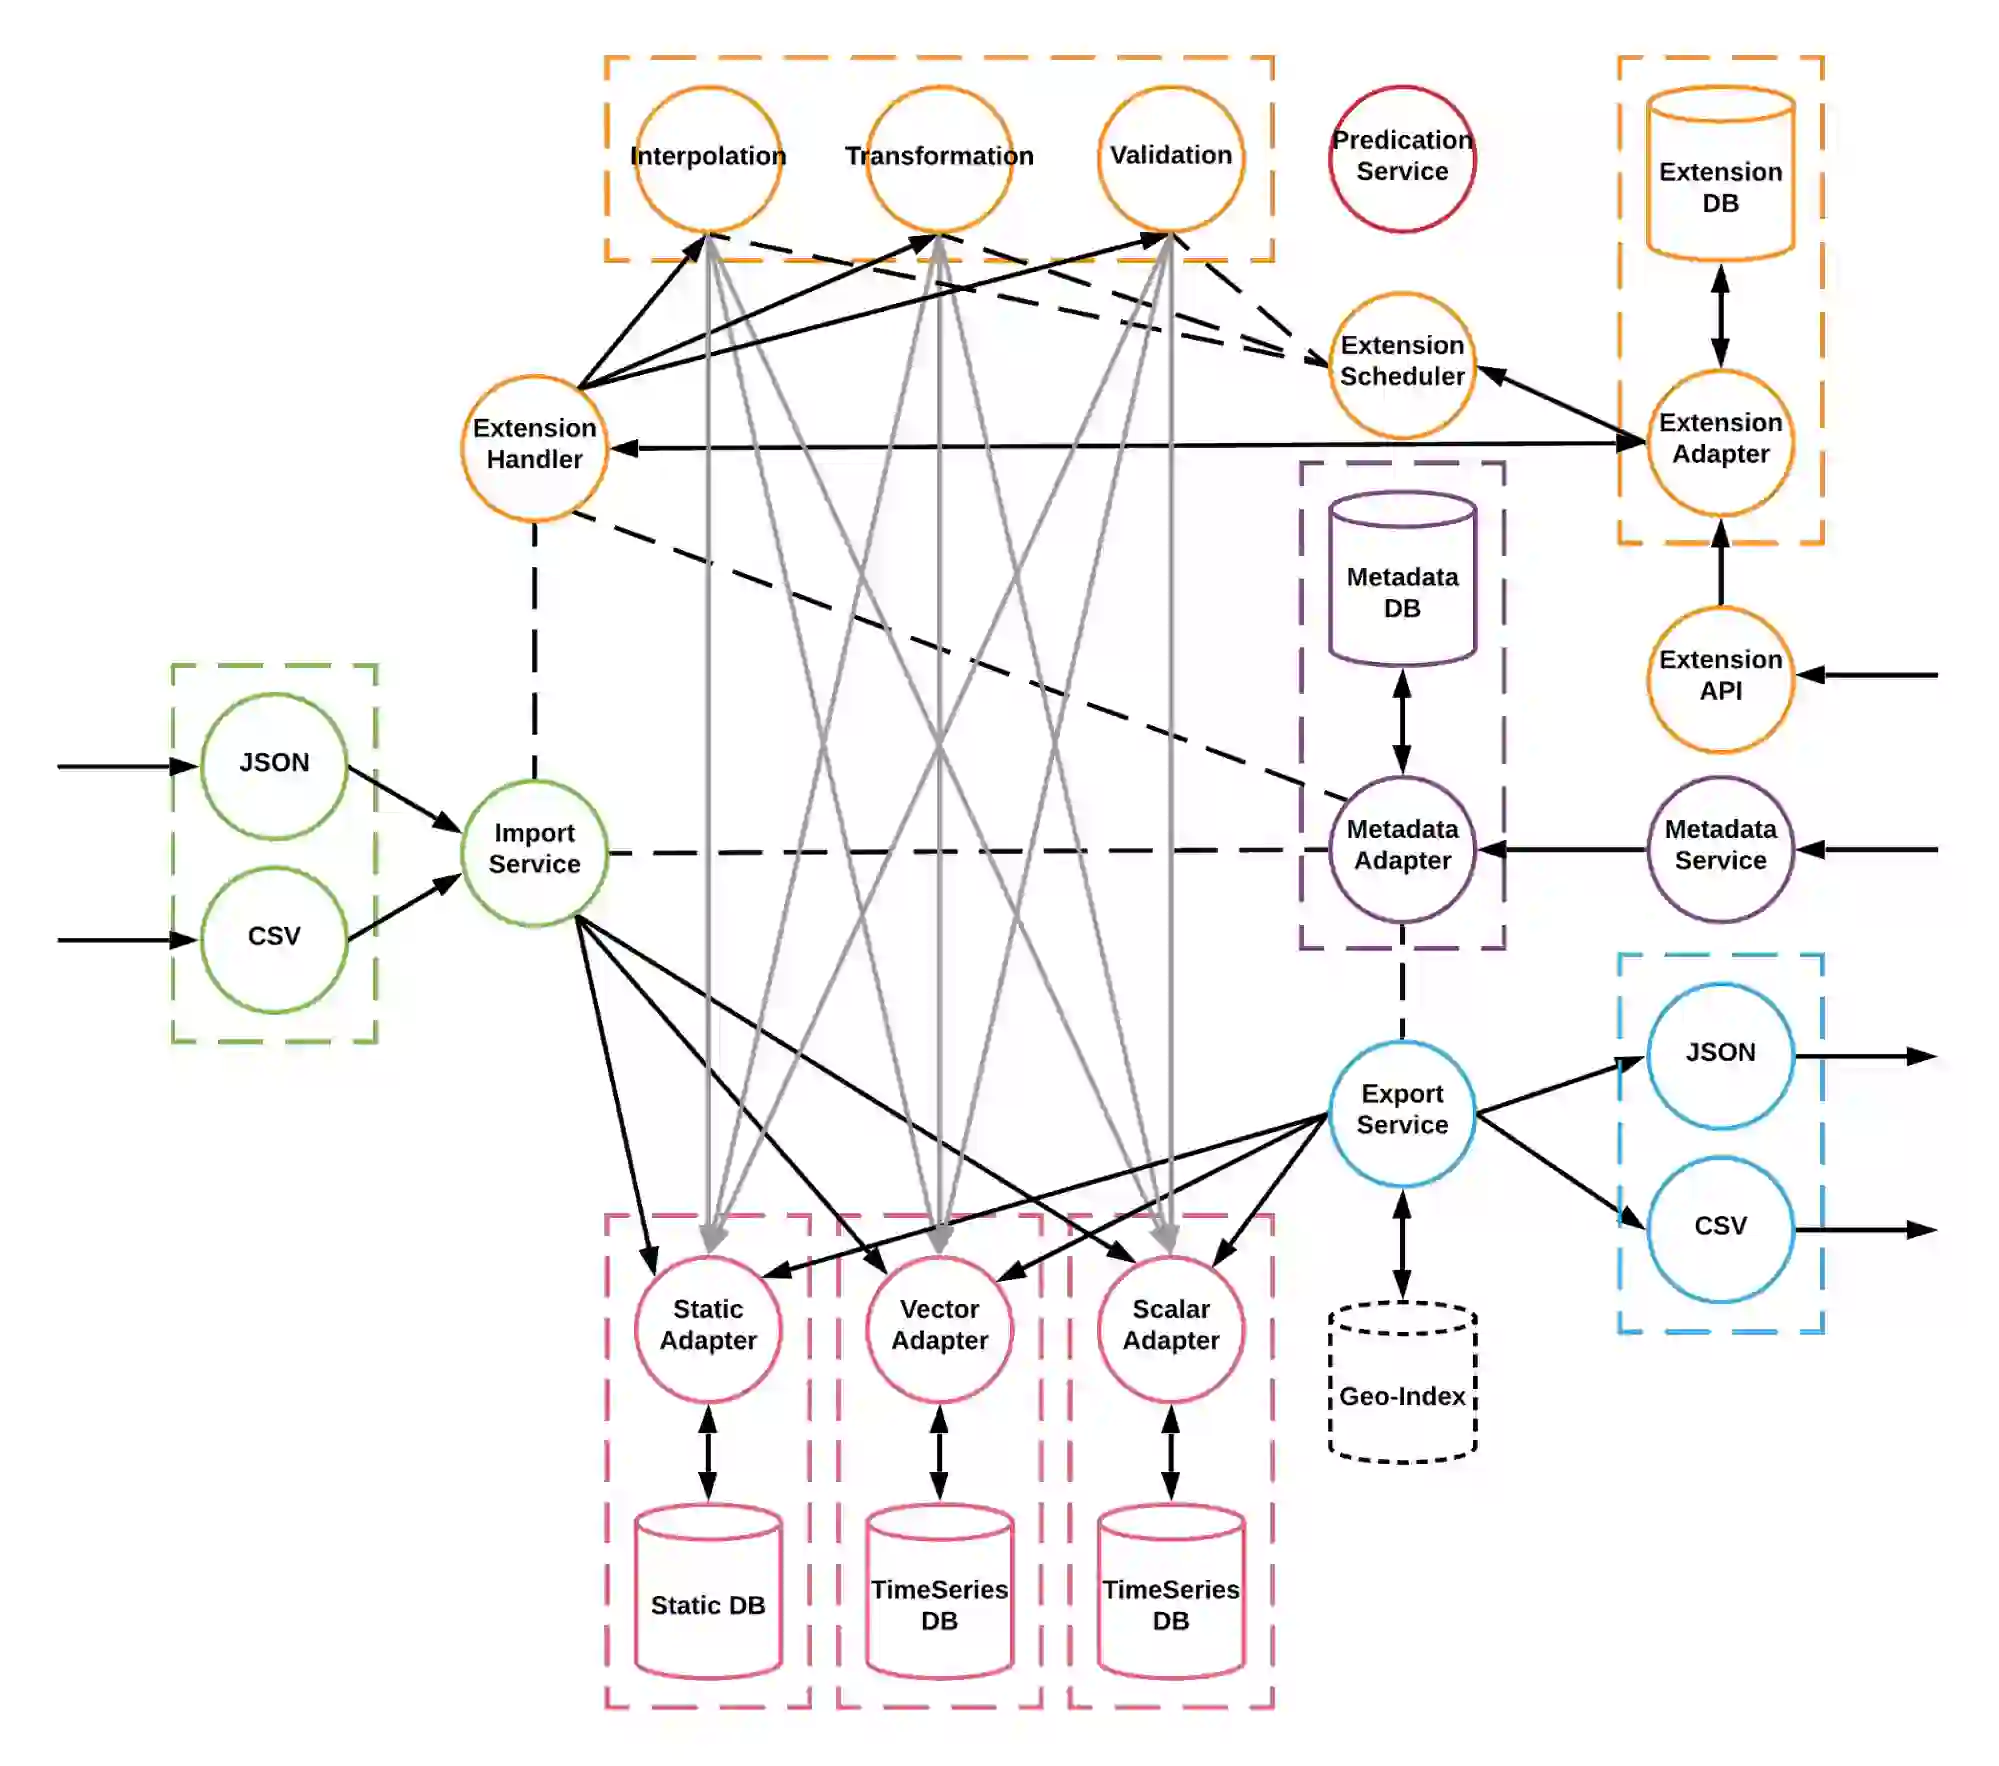 Interpolation
Transformation
Validation
Predication
Service
Extension
DB
Extension
Scheduler
Extension
Handler
Extension
Adapter
Metadata
DB
Extension
API
JSON
Import
Service
Metadata
Adapter
Metadata
Service
CSV
JSON
Export
Service
CSV
Static
Adapter
Vector
Adapter
Scalar
Adapter
Geo-Index
Static DB
TimeSeries
DB
TimeSeries
DB